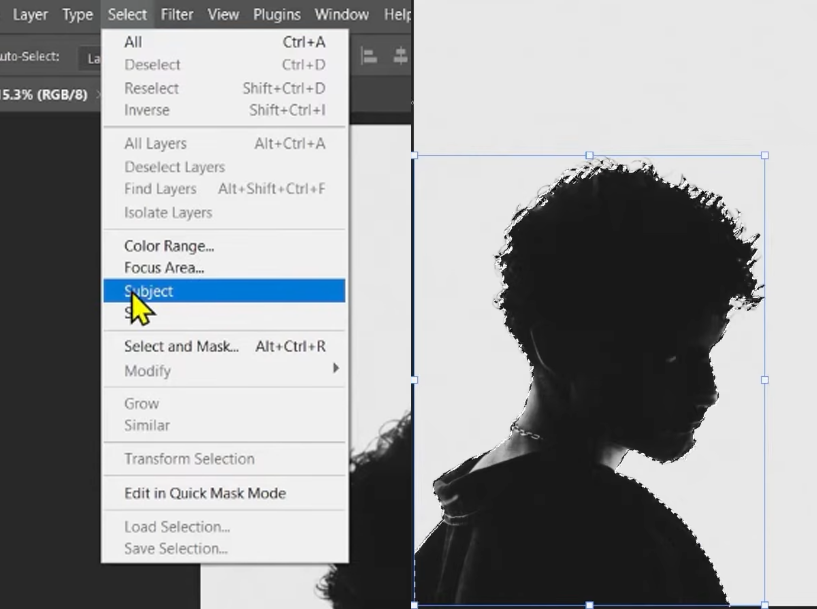 Layer Type Select Filter View Plugins Window Help
uto-Select: La
15.3% (RGB/8)
All Ctrl+A
Deselect Ctrl+D
Reselect Shift+Ctrl+D
Inverse Shift+Ctrl+I
All Layers Alt+Ctrl+A
Deselect Layers
Find Layers Alt+Shift+Ctrl+F
Isolate Layers
Color Range...
Focus Area...
Subject
S
Select and Mask... Alt+Ctrl+R
Modify
Grow
Similar
Transform Selection
Edit in Quick Mask Mode
Load Selection...
Save Selection...